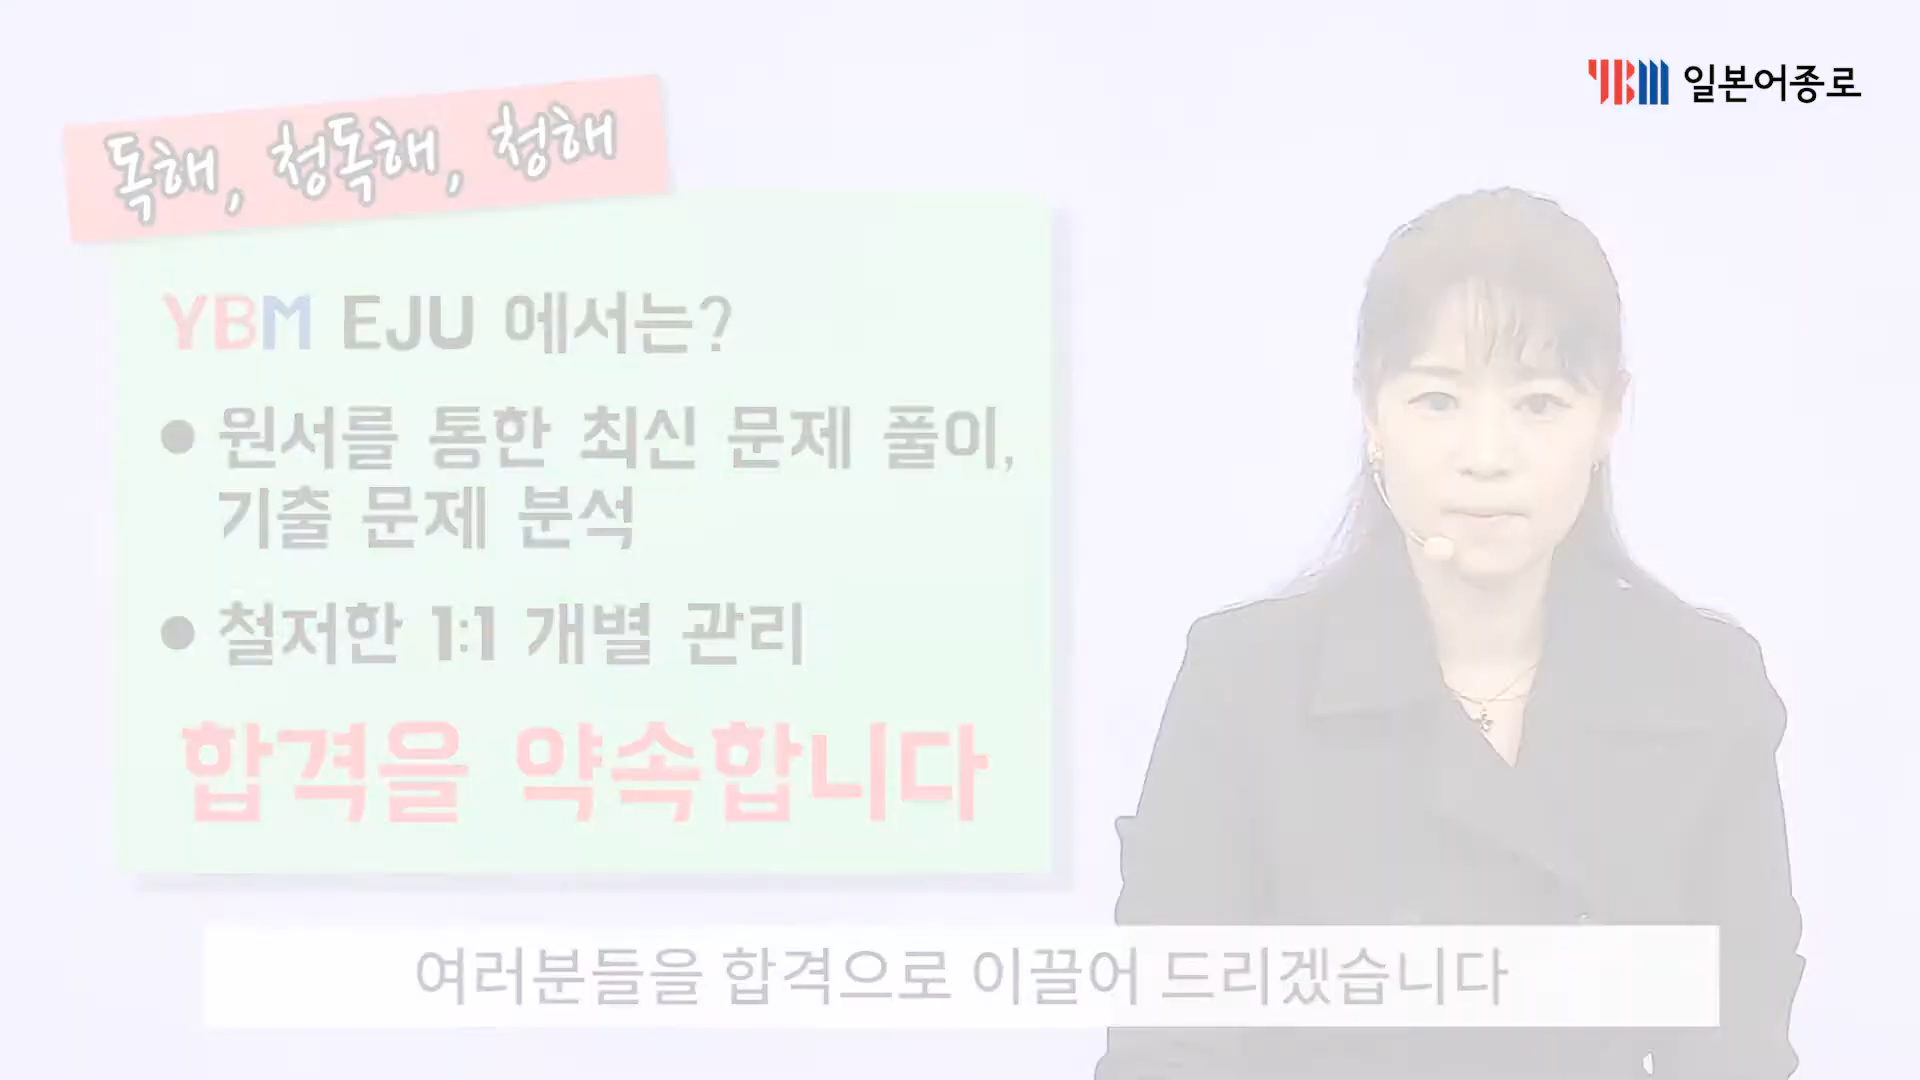 YBM 일본어종로
독해, 청독해, 청해
YBM EJU 에서는?
● 원서를 통한 최신 문제 풀이,
기출 문제 분석
● 철저한 1:1 개별 관리
합격을 약속합니다
여러분들을 합격으로 이끌어 드리겠습니다